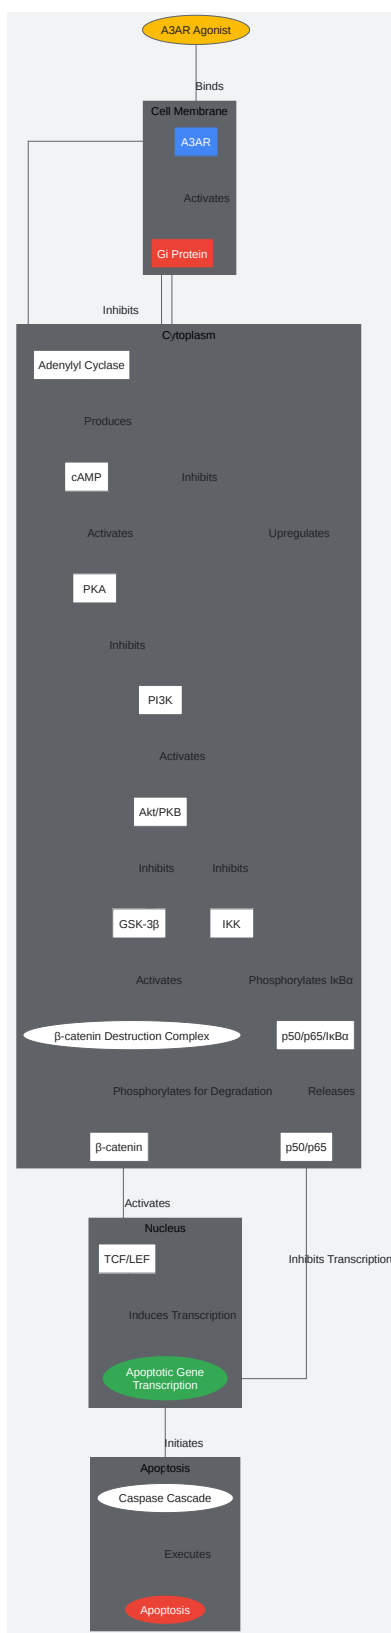 A3AR Agonist
Binds
Cell Membrane
A3AR
Activates
Gi Protein
Inhibits
Cytoplasm
Adenylyl Cyclase
Produces
cAMP
Inhibits
Activates
Upregulates
PKA
Inhibits
PI3K
Activates
Akt/PKB
Inhibits
Inhibits
GSK-3β
IKK
Activates
Phosphorylates IκBα
β-catenin Destruction Complex
p50/p65/IκBα
Phosphorylates for Degradation
Releases
β-catenin
p50/p65
Activates
Nucleus
TCF/LEF
Inhibits Transcription
Induces Transcription
Apoptotic Gene
Transcription
Initiates
Apoptosis
Caspase Cascade
Executes
Apoptosis